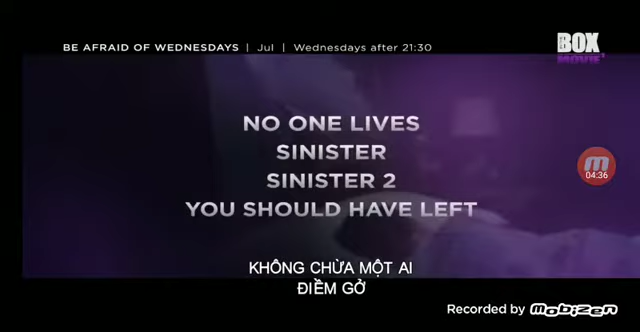 BE AFRAID OF WEDNESDAYS | Jul | Wednesdays after 21:30
BOX
MOVIE
NO ONE LIVES
SINISTER
SINISTER 2
YOU SHOULD HAVE LEFT
04:36
KHÔNG CHỪA MỘT AI
ĐIỀM GỞ
Recorded by mobizen